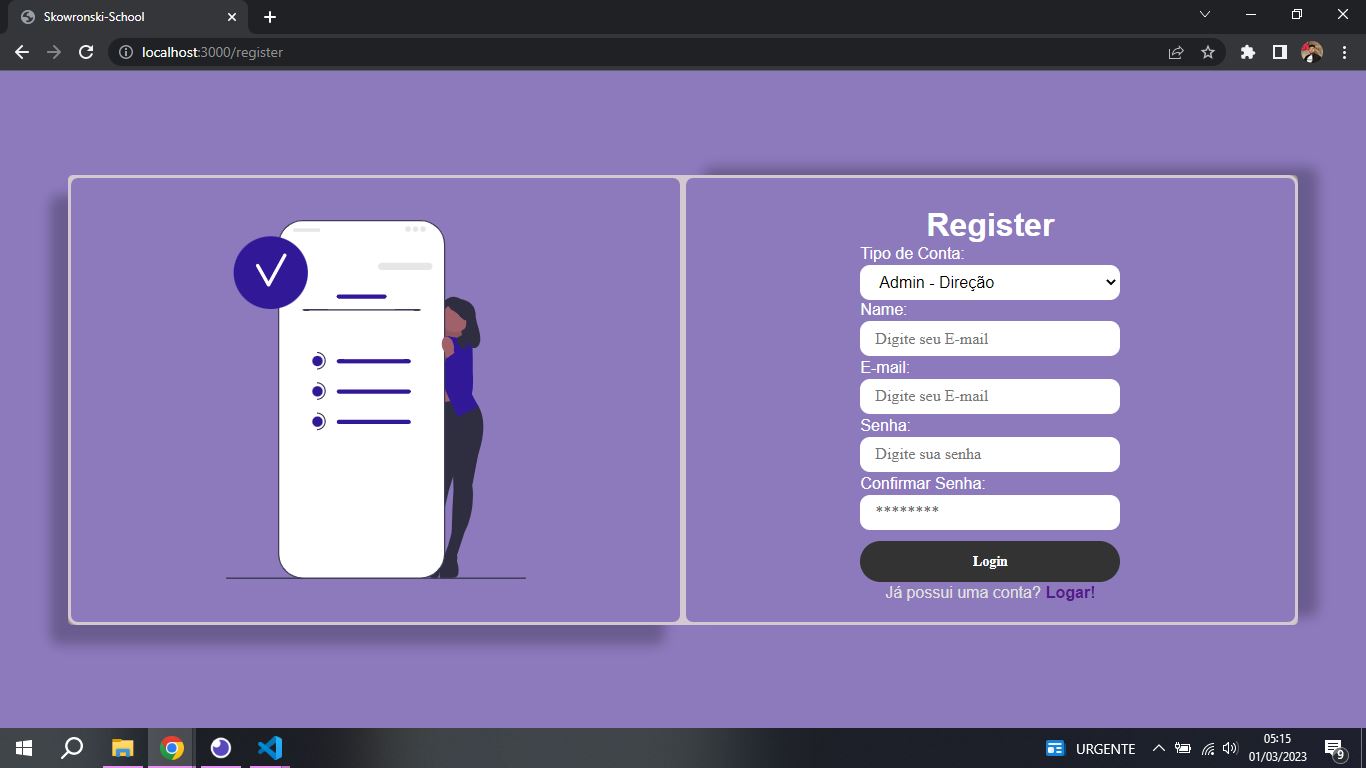 Skowronski-School
localhost:3000/register
Register
Tipo de Conta:
Admin - Direção
Name:
Digite seu E-mail
E-mail:
Digite seu E-mail
Senha:
Digite sua senha
Confirmar Senha:
********
Login
Já possui uma conta? Logar!
URGENTE
05:15
01/03/2023
9